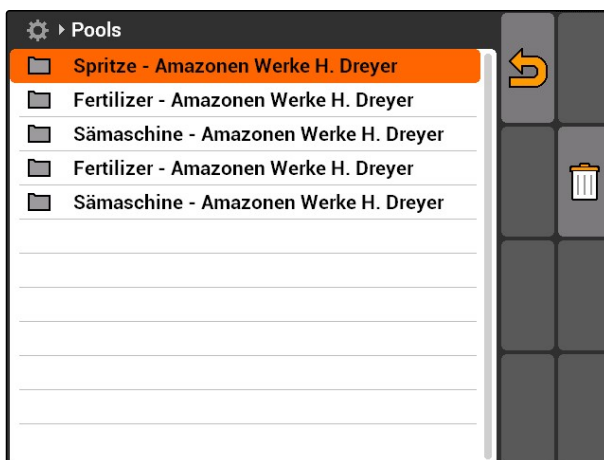 Pools
Spritze - Amazonen Werke H. Dreyer
Fertilizer - Amazonen Werke H. Dreyer
Sämaschine - Amazonen Werke H. Dreyer
Fertilizer - Amazonen Werke H. Dreyer
Sämaschine - Amazonen Werke H. Dreyer